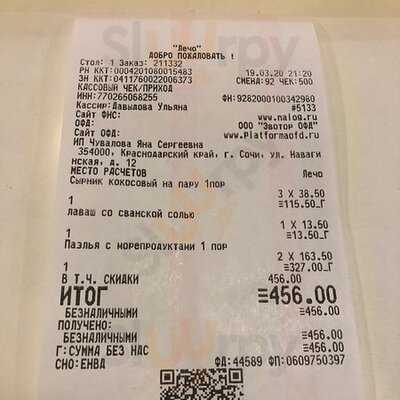 "Лечо"
ДОБРО ПОЖАЛОВАТЬ !
Стол: 1 Заказ: 211332
РН ККТ:0004201080015483 19.03.20 21:20
ЗН ККТ:0411760022006373 СМЕНА:92 ЧЕК:500
КАССОВЫЙ ЧЕК/ПРИХОД
ИНН:770265068255 ФН:9282000100342980
Кассир:Давыдова Ульяна #5133
Сайт ФНС: www.nalog.ru
ОФД: ООО "Эвотор ОФД"
Сайт ОФД: www.platformaofd.ru
ИП Чувалова Яна Сергеевна
354000, Краснодарский край, г. Сочи, ул. Наваги
нская, д. 12
МЕСТО РАСЧЕТОВ Лечо
Сырник кокосовый на пару 1пор
3 X 38.50
1 ≡115.50_Г
лаваш со сванской солью
1 X 13.50
1 ≡13.50_Г
Паэлья с морепродуктами 1 пор
2 X 163.50
1 ≡327.00_Г
В Т.Ч. СКИДКИ 456.00
ИТОГ ≡456.00
БЕЗНАЛИЧНЫМИ ≡456.00
ПОЛУЧЕНО:
БЕЗНАЛИЧНЫМИ ≡456.00
Г:СУММА БЕЗ НДС ≡456.00
СНО:ЕНВД ФД:44589 ФП:0609750397